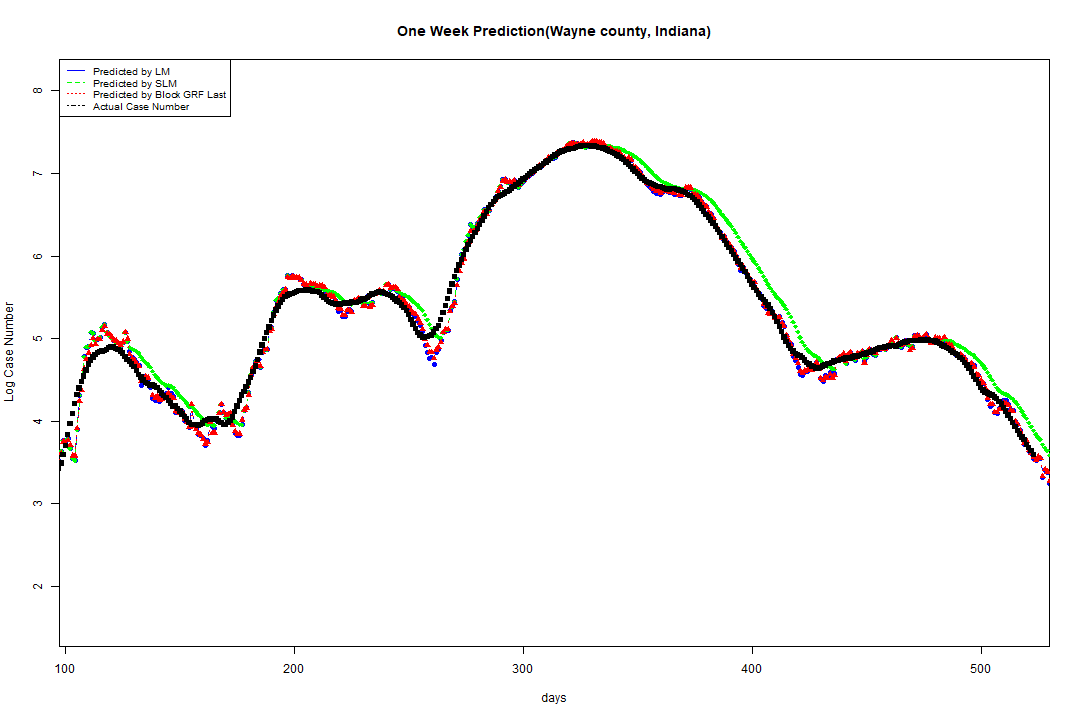 One Week Prediction(Wayne county, Indiana)
Predicted by LM
Predicted by SLM
Predicted by Block GRF Last
Actual Case Number
8
7
6
5
4
3
2
Log Case Number
100 200 300 400 500
days